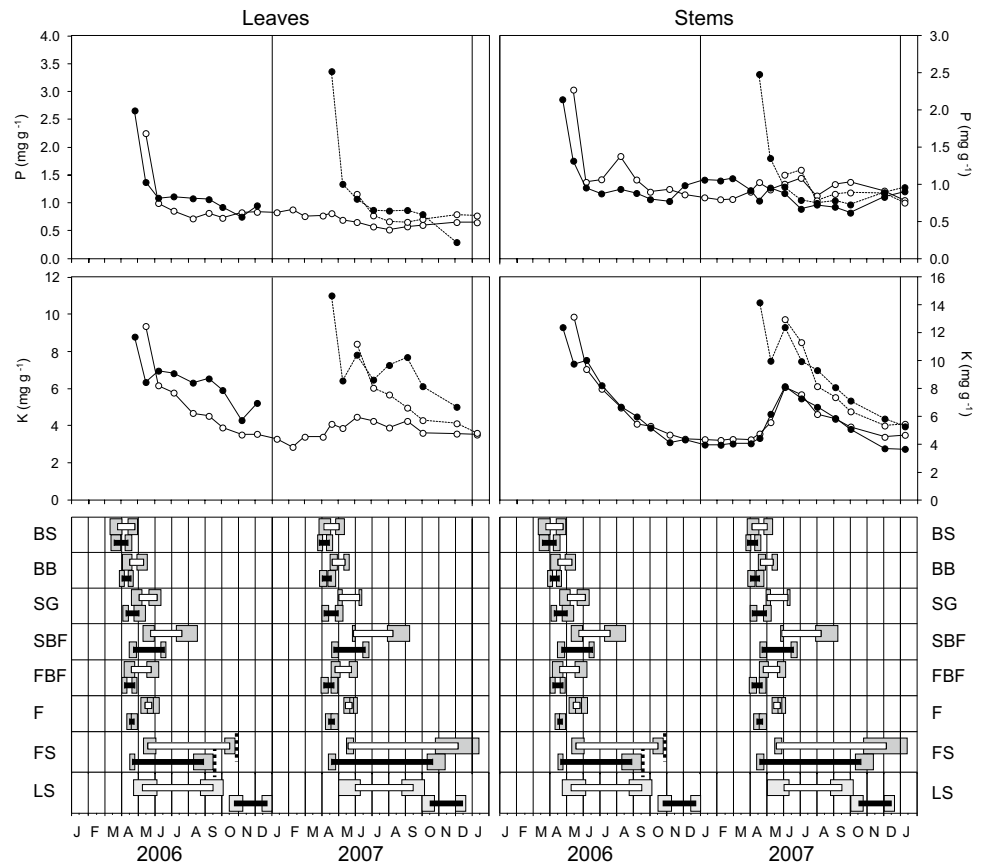 Leaves Stems
4.0 3.0
3.5
3.0 2.5
2.5 2.0
P (mg g⁻¹) 2.0 1.5 P (mg g⁻¹)
1.5
1.0 1.0
0.5 0.5
0.0 0.0
12 16
10 14
8 12
10
K (mg g⁻¹) 6 8 K (mg g⁻¹)
4 6
2 4
2
0 0
BS BS
BB BB
SG SG
SBF SBF
FBF FBF
F F
FS FS
LS LS
J F M A M J J A S O N D J F M A M J J A S O N D J J F M A M J J A S O N D J F M A M J J A S O N D J
2006 2007 2006 2007